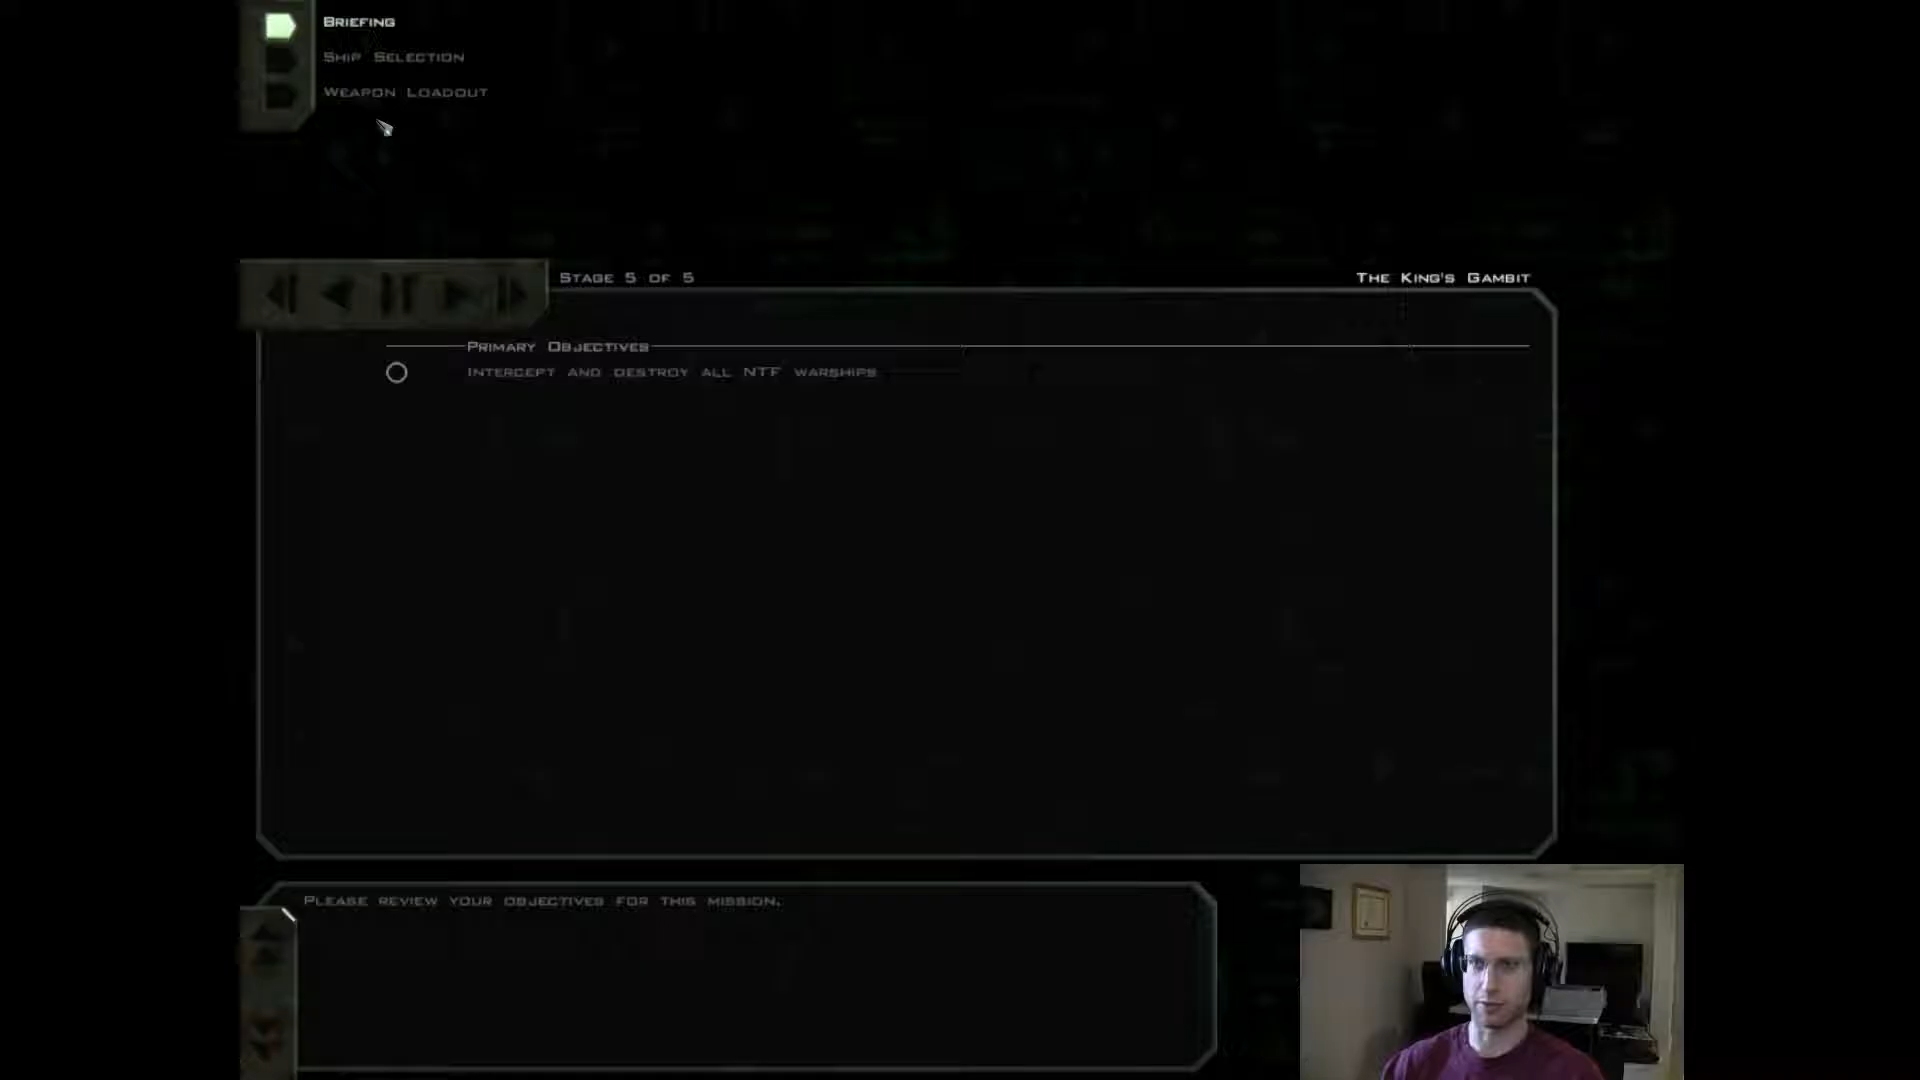 Briefing
Ship Selection
Weapon Loadout
Stage 5 of 5
The King's Gambit
Primary Objectives
Intercept and destroy all NTF warships
Please review your objectives for this mission.